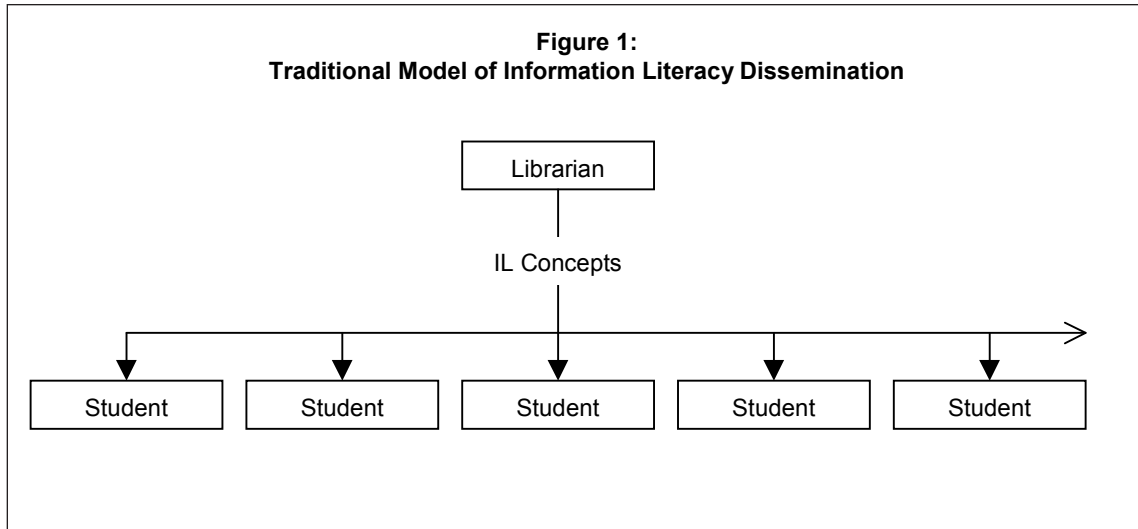 Figure 1:
Traditional Model of Information Literacy Dissemination
Librarian
IL Concepts
Student Student Student Student Student